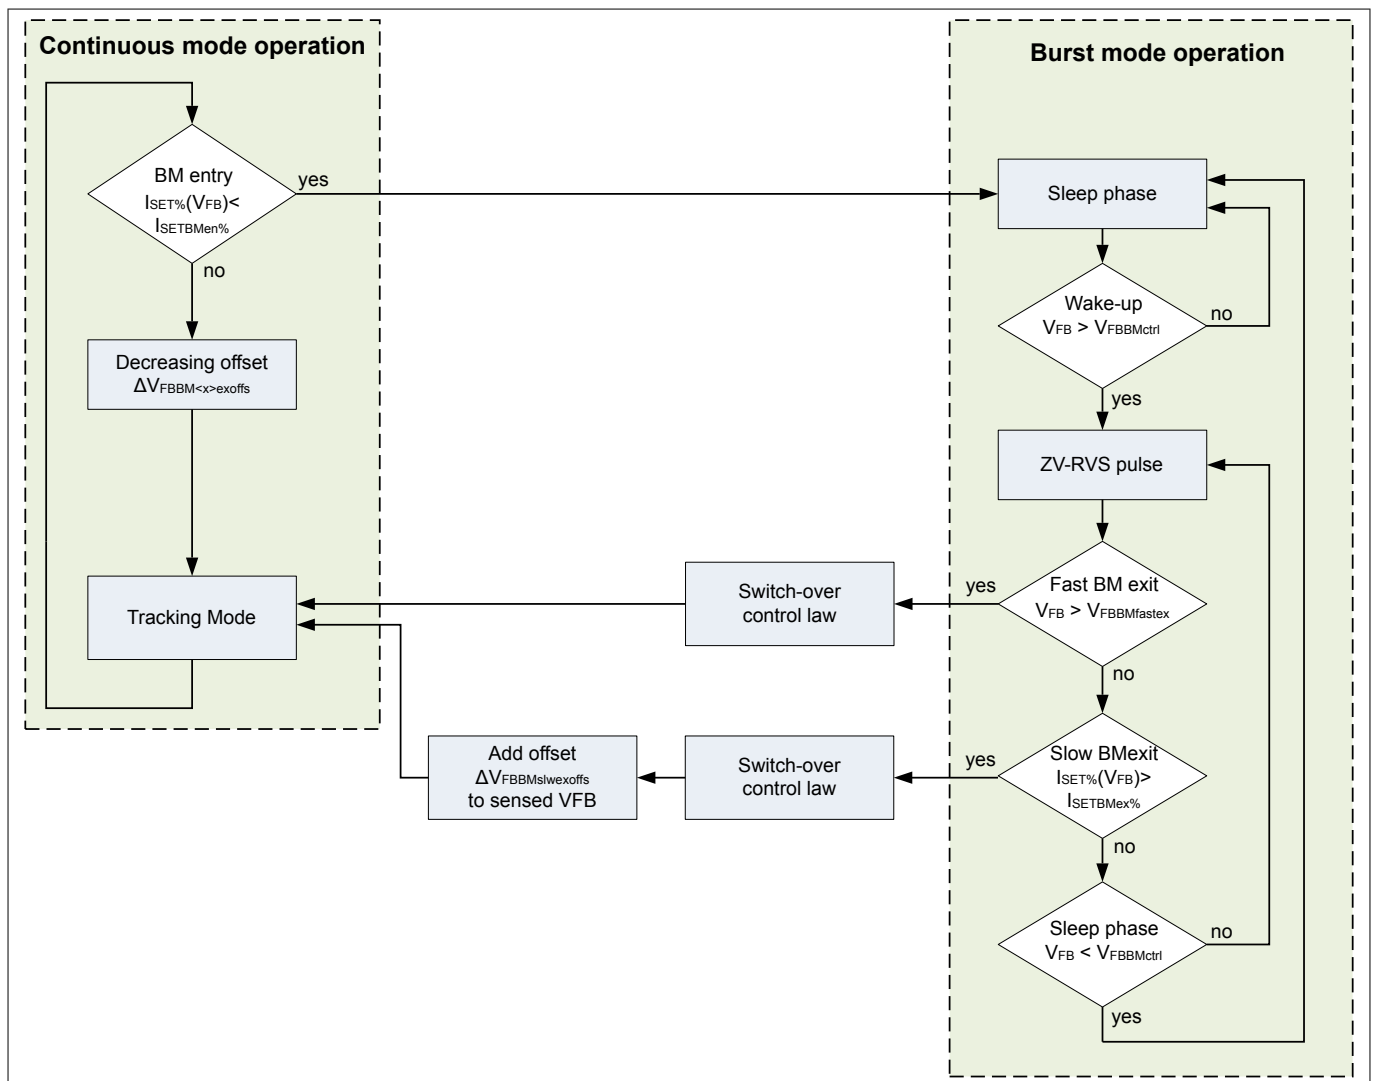 Continuous mode operation
BM entry
ISET%(VFB)<
ISETBMen%
yes
no
Decreasing offset
ΔVFBBM<x>exoffs
Tracking Mode
Burst mode operation
Sleep phase
Wake-up
VFB > VFBBMctrl
no
yes
ZV-RVS pulse
Fast BM exit
VFB > VFBBMfastex
yes
no
Switch-over
control law
Slow BMexit
ISET%(VFB)>
ISETBMex%
yes
no
Switch-over
control law
Add offset
ΔVFBBMslwexoffs
to sensed VFB
Sleep phase
VFB < VFBBMctrl
no
yes